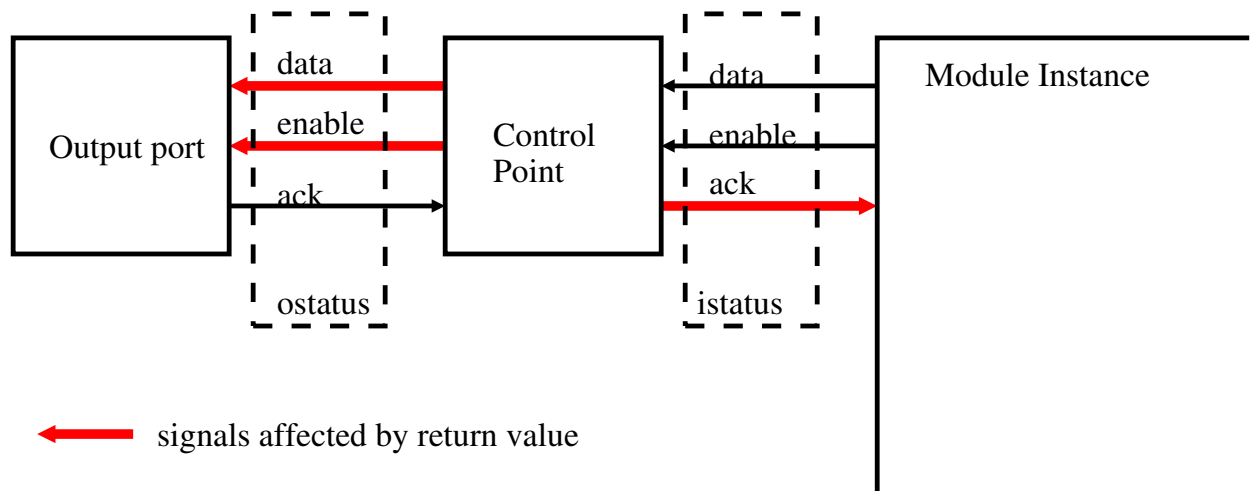 data
data
Module Instance
enable
enable
Output port
Control
Point
ack
ack
ostatus
istatus
signals affected by return value